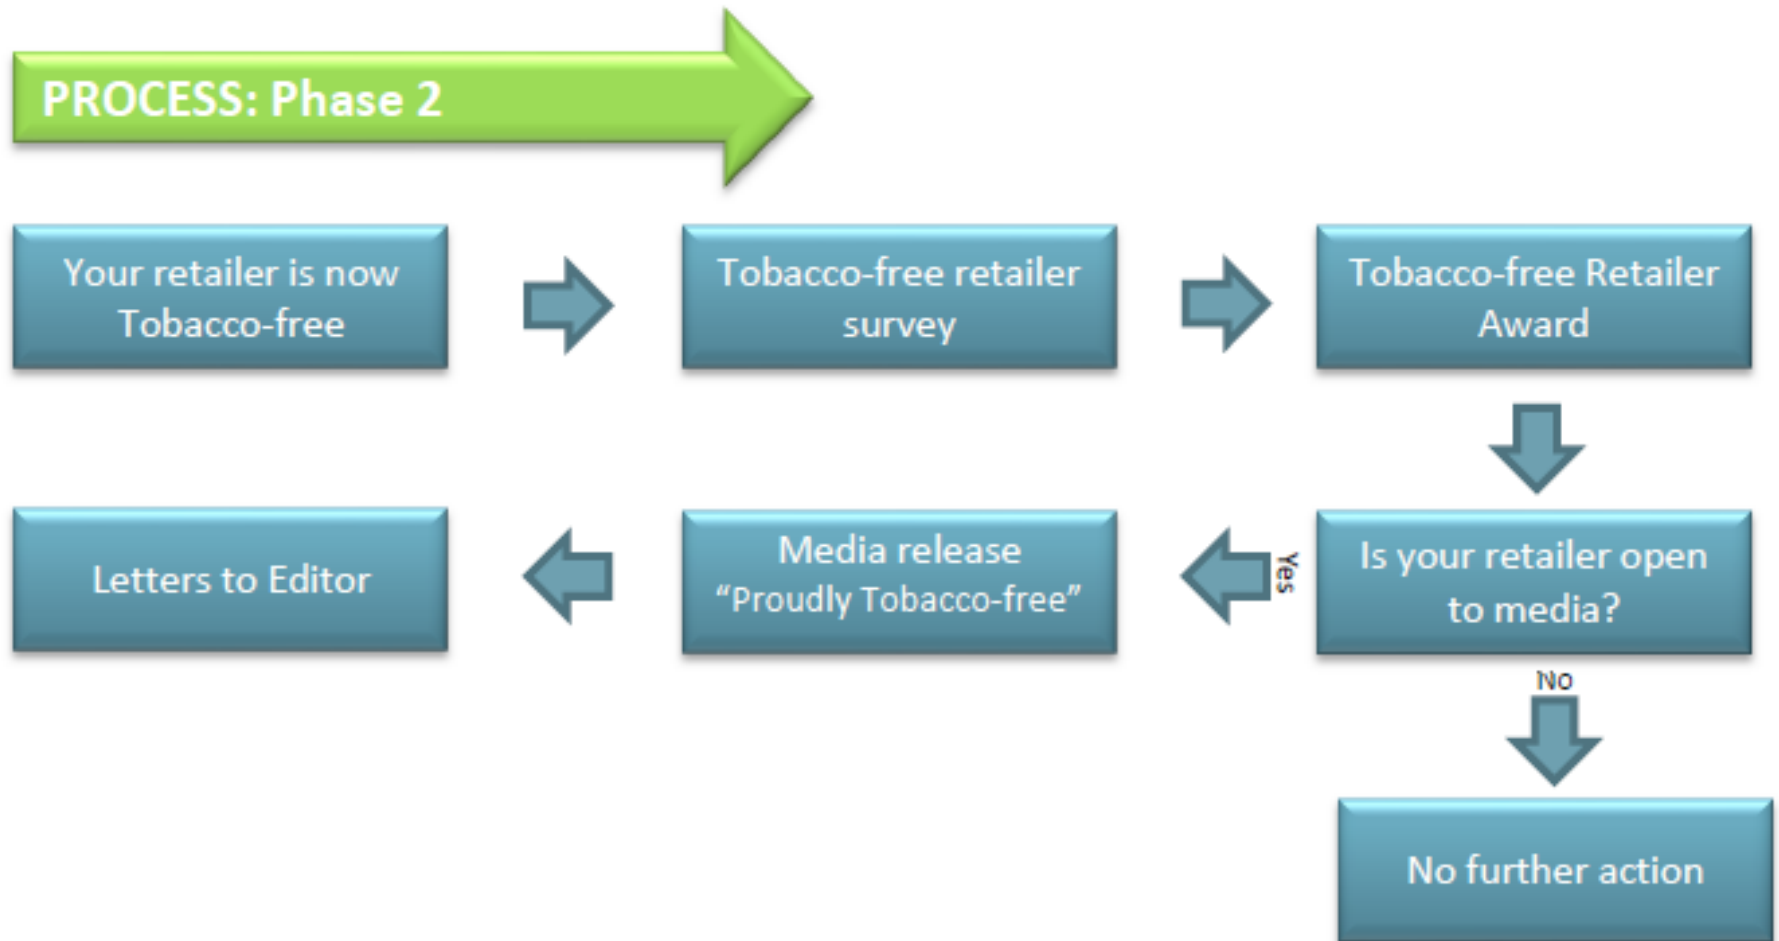 PROCESS: Phase 2
Your retailer is now
Tobacco-free
Tobacco-free retailer
survey
Tobacco-free Retailer
Award
Is your retailer open
to media?
Yes
Media release
“Proudly Tobacco-free”
Letters to Editor
No
No further action